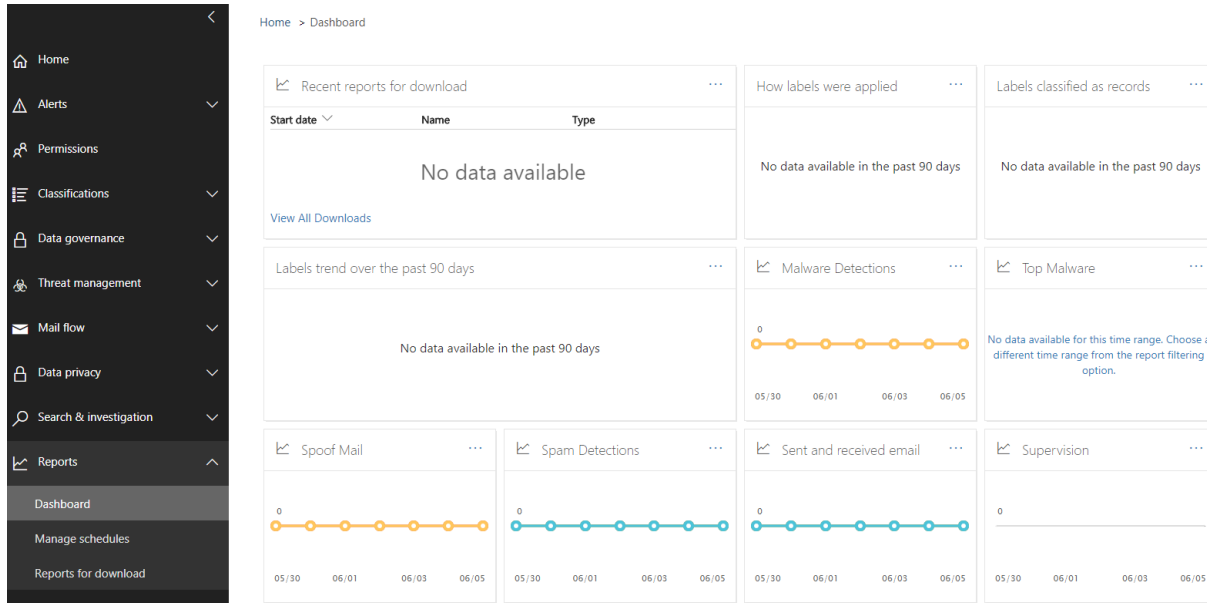 Home > Dashboard
Home
Alerts
Permissions
Classifications
Data governance
Threat management
Mail flow
Data privacy
Search & investigation
Reports
Dashboard
Manage schedules
Reports for download
Recent reports for download ...
Start date Name Type
No data available
View All Downloads
How labels were applied ...
No data available in the past 90 days
Labels classified as records ...
No data available in the past 90 days
Labels trend over the past 90 days ...
No data available in the past 90 days
Malware Detections ...
0
05/30 06/01 06/03 06/05
Top Malware ...
No data available for this time range. Choose a
different time range from the report filtering
option.
Spoof Mail ...
0
05/30 06/01 06/03 06/05
Spam Detections ...
0
05/30 06/01 06/03 06/05
Sent and received email ...
0
05/30 06/01 06/03 06/05
Supervision ...
0
05/30 06/01 06/03 06/05